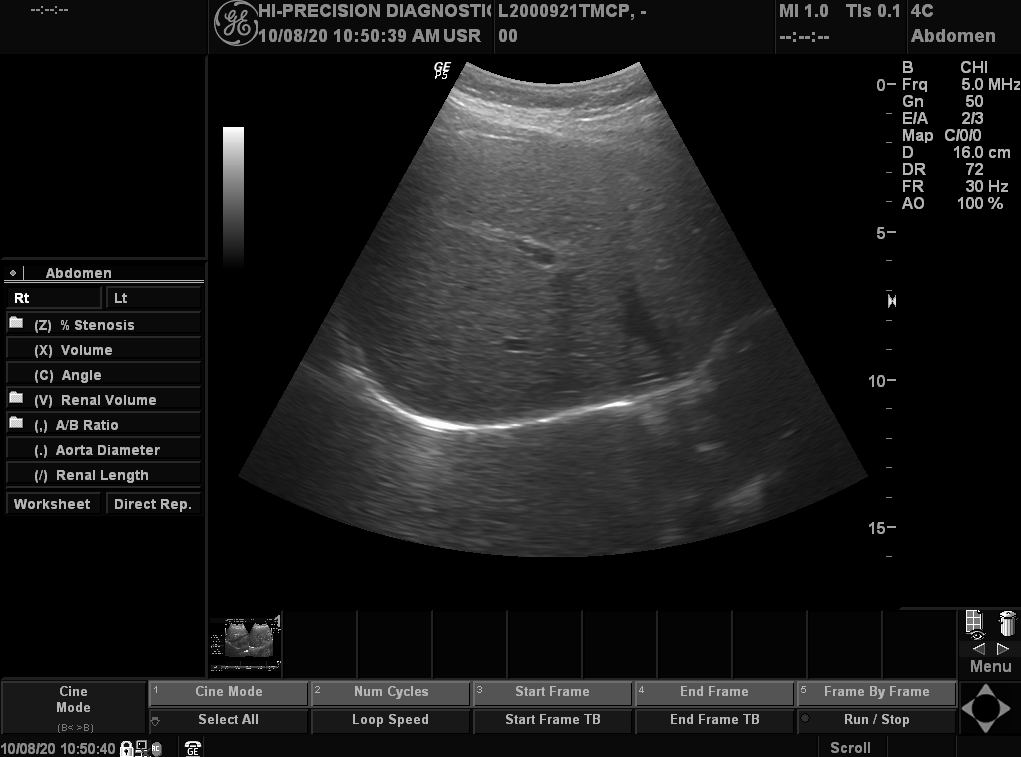 --:--:--
GE
HI-PRECISION DIAGNOSTI
L2000921TMCP, -
MI 1.0 TIs 0.1
4C
10/08/20 10:50:39 AM USR
00
--:--:--
Abdomen
GE
P5
B CHI
Frq 5.0 MHz
Gn 50
E/A 2/3
Map C/0/0
D 16.0 cm
DR 72
FR 30 Hz
AO 100 %
0
5
10
15
Abdomen
Rt Lt
(Z) % Stenosis
(X) Volume
(C) Angle
(V) Renal Volume
(,) A/B Ratio
(.) Aorta Diameter
(/) Renal Length
Worksheet Direct Rep.
Menu
Cine
Mode
(B< >B)
1 Cine Mode
2 Num Cycles
3 Start Frame
4 End Frame
5 Frame By Frame
Select All
Loop Speed
Start Frame TB
End Frame TB
Run / Stop
10/08/20 10:50:40
GE
Scroll